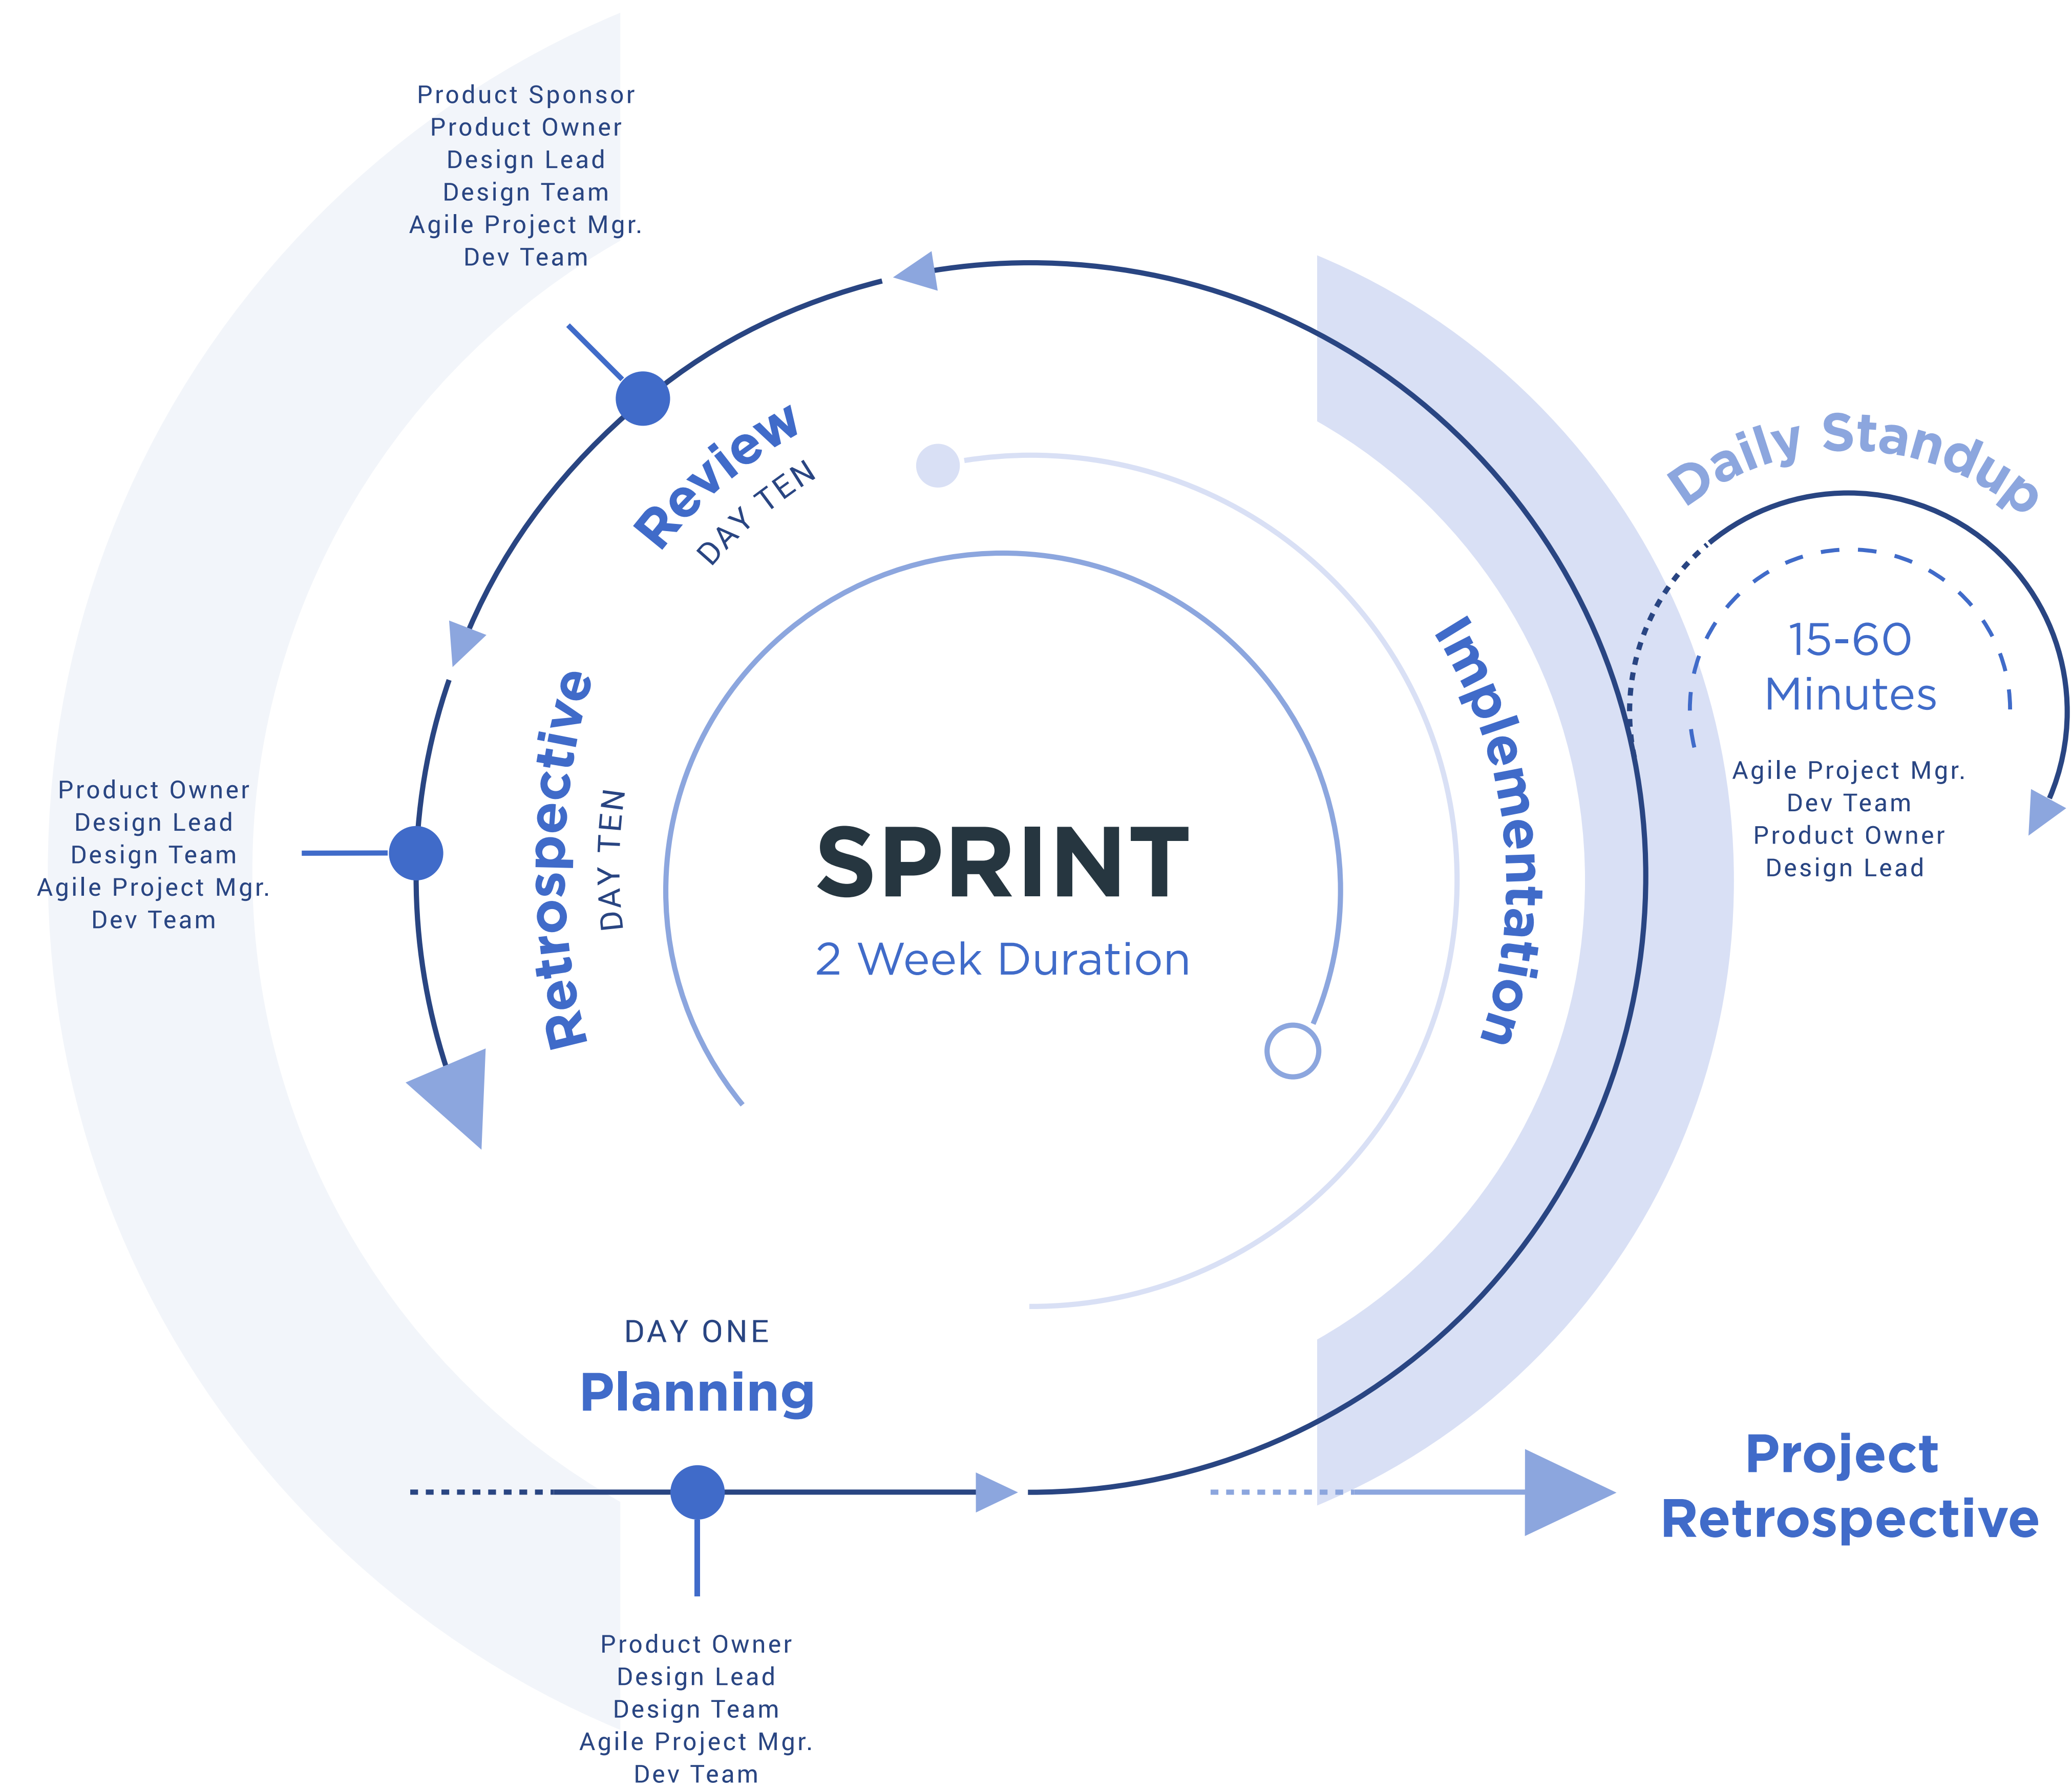 Product Sponsor
Product Owner
Design Lead
Design Team
Agile Project Mgr.
Dev Team
Review
DAY TEN
Daily Standup
15-60
Minutes
Agile Project Mgr.
Dev Team
Product Owner
Design Lead
Implementation
Retrospective
DAY TEN
Product Owner
Design Lead
Design Team
Agile Project Mgr.
Dev Team
SPRINT
2 Week Duration
DAY ONE
Planning
Product Owner
Design Lead
Design Team
Agile Project Mgr.
Dev Team
Project
Retrospective